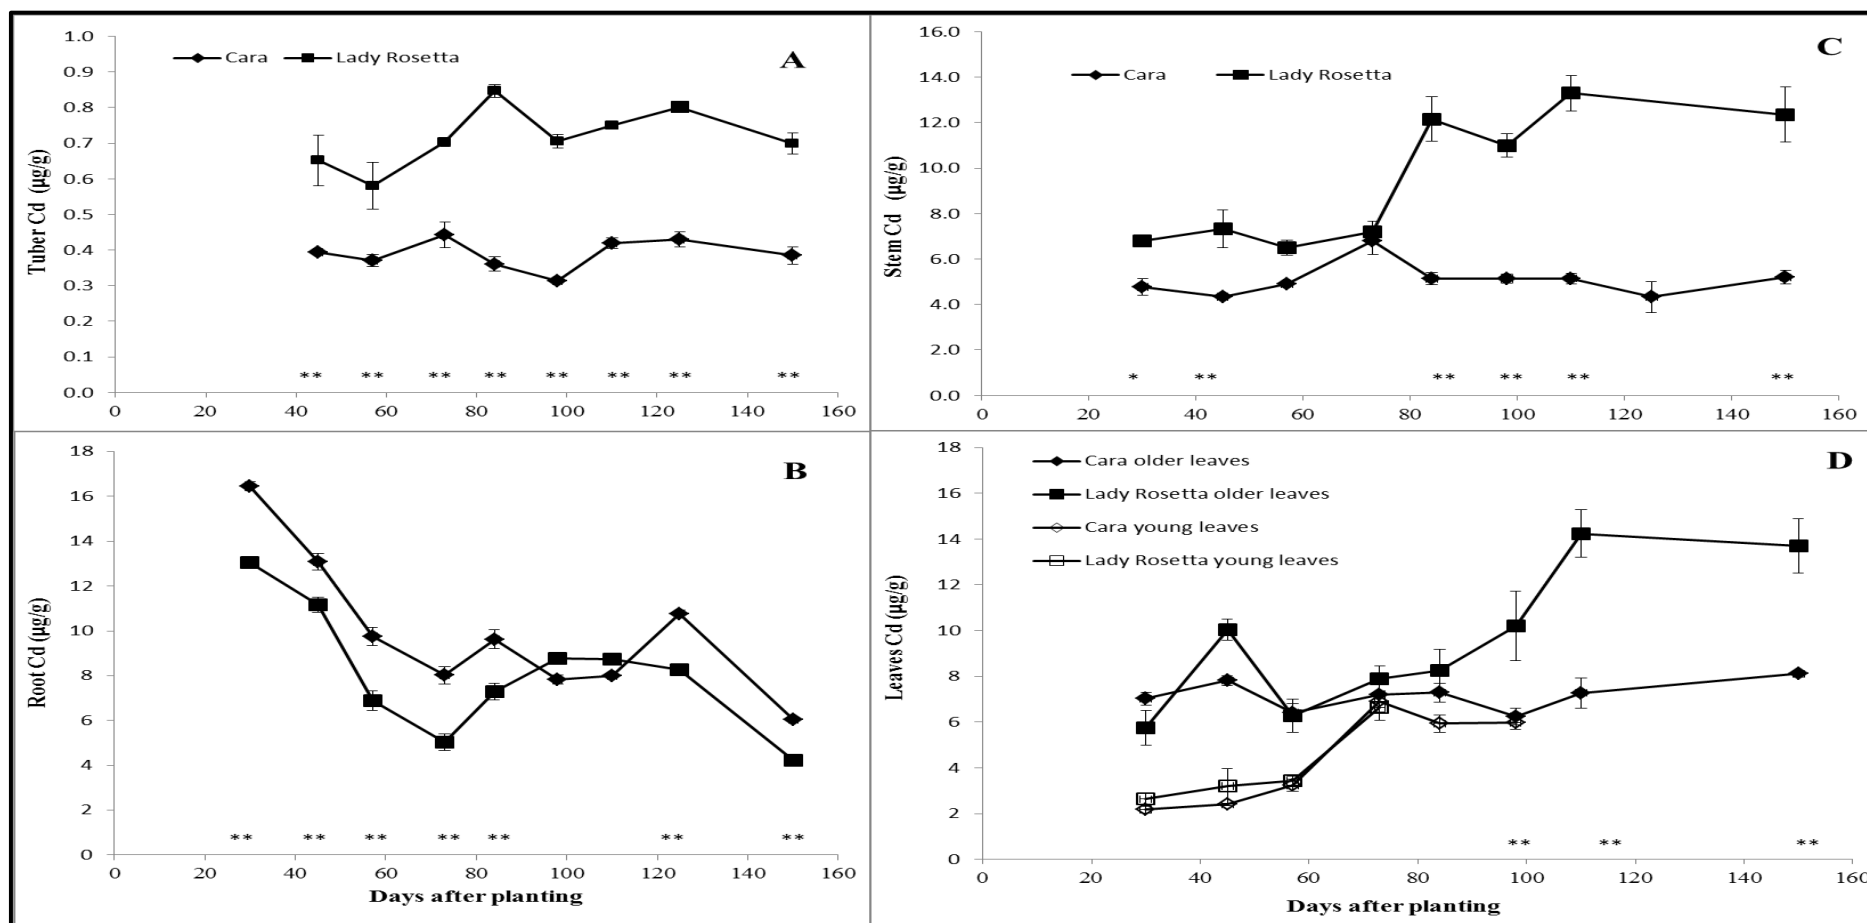 A
Cara
Lady Rosetta
Tuber Cd (µg/g)
1.0
0.9
0.8
0.7
0.6
0.5
0.4
0.3
0.2
0.1
0.0
** ** ** ** ** ** ** **
0 20 40 60 80 100 120 140 160
C
Cara
Lady Rosetta
Stem Cd (µg/g)
16.0
14.0
12.0
10.0
8.0
6.0
4.0
2.0
0.0
* ** ** ** ** **
0 20 40 60 80 100 120 140 160
B
Root Cd (µg/g)
18
16
14
12
10
8
6
4
2
0
** ** ** ** ** ** **
0 20 40 60 80 100 120 140 160
Days after planting
D
Cara older leaves
Lady Rosetta older leaves
Cara young leaves
Lady Rosetta young leaves
Leaves Cd (µg/g)
18
16
14
12
10
8
6
4
2
0
** ** **
0 20 40 60 80 100 120 140 160
Days after planting